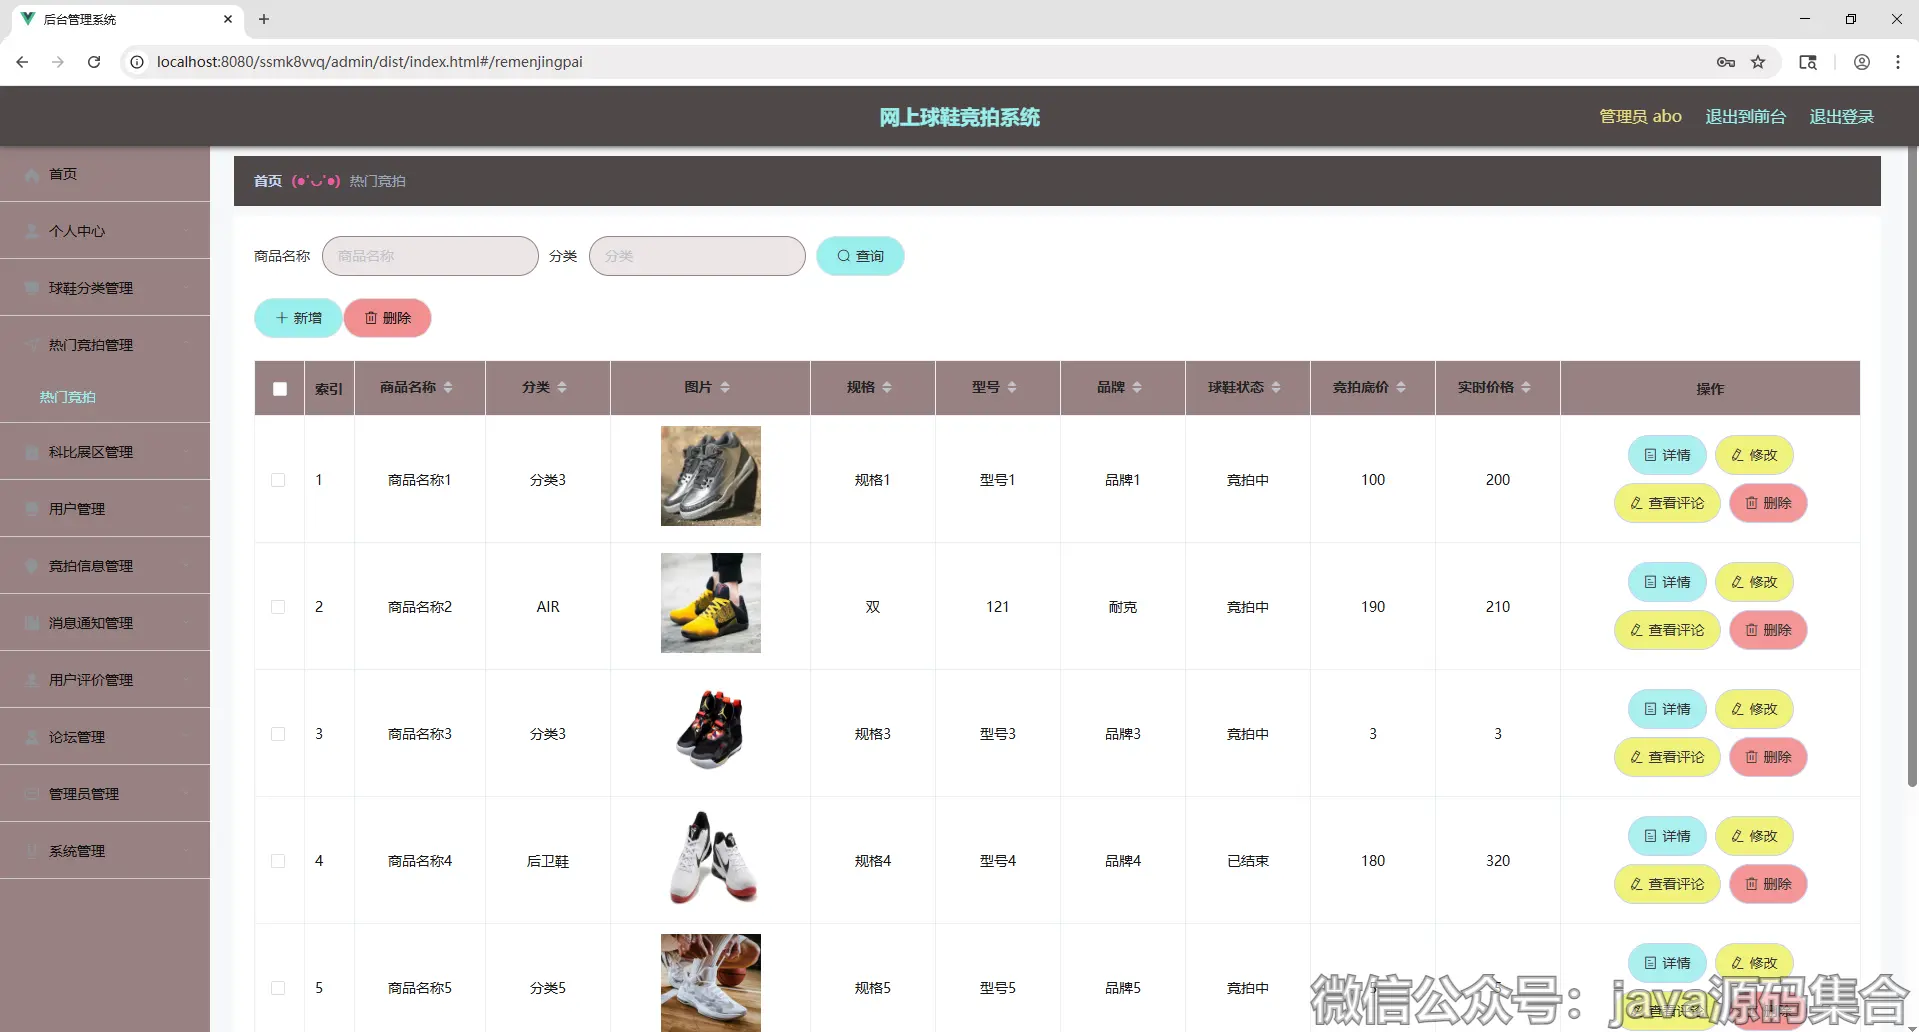 后台管理系统
localhost:8080/ssmk8vvq/admin/dist/index.html#/remenjingpai
网上球鞋竞拍系统
管理员 abo 退出到前台 退出登录
首页
个人中心
球鞋分类管理
热门竞拍管理
热门竞拍
科比展区管理
用户管理
竞拍信息管理
消息通知管理
用户评价管理
论坛管理
管理员管理
系统管理
首页 (●'◡'●) 热门竞拍
商品名称 商品名称 分类 分类 查询
新增 删除
索引 商品名称 分类 图片 规格 型号 品牌 球鞋状态 竞拍底价 实时价格 操作
1 商品名称1 分类3 规格1 型号1 品牌1 竞拍中 100 200 详情 修改
查看评论 删除
2 商品名称2 AIR 双 121 耐克 竞拍中 190 210 详情 修改
查看评论 删除
3 商品名称3 分类3 规格3 型号3 品牌3 竞拍中 3 3 详情 修改
查看评论 删除
4 商品名称4 后卫鞋 规格4 型号4 品牌4 已结束 180 320 详情 修改
查看评论 删除
5 商品名称5 分类5 规格5 型号5 品牌5 竞拍中 详情 修改
微信公众号：java源码集合